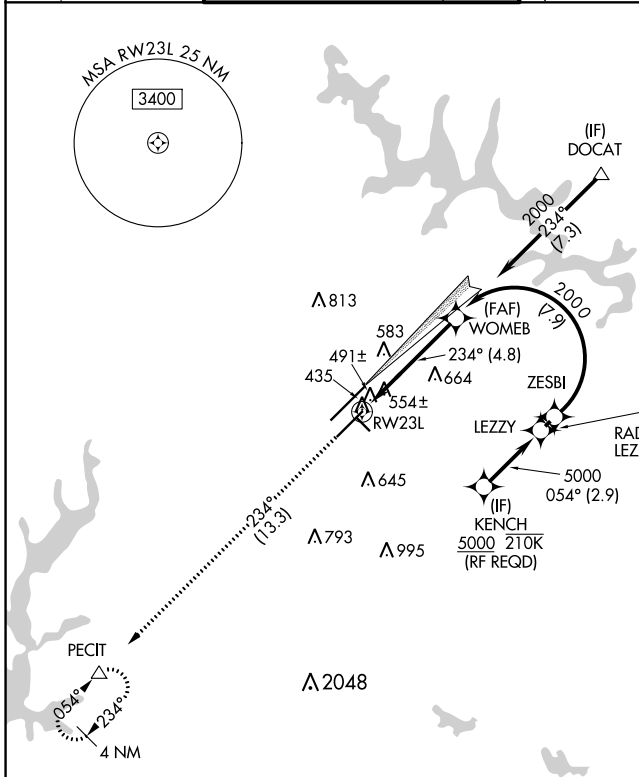 MSA RW23L 25 NM
3400
(IF)
DOCAT
2000
234°
(7.3)
813
(FAF)
WOMEB
2000
(7.9)
583
491±
435
234° (4.8)
664
554±
RW23L
ZESBI
LEZZY
RAD
LEZ
5000
054° (2.9)
645
(IF)
KENCH
5000 210K
(RF REQD)
234°
(13.3)
793
995
PECIT
054°
234°
4 NM
2048